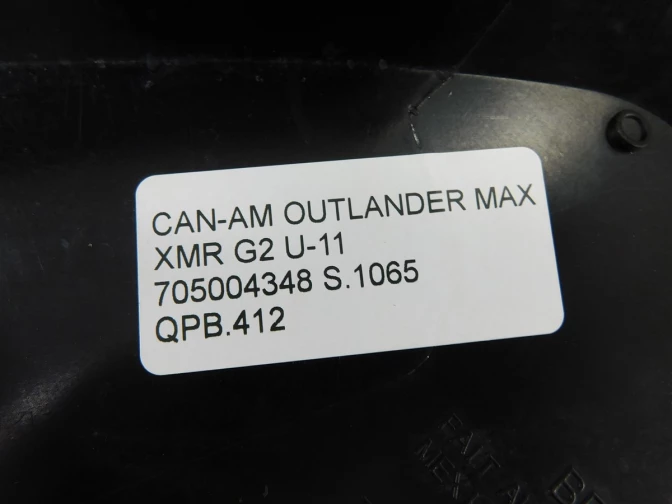 CAN-AM OUTLANDER MAX
XMR G2 U-11
705004348 S.1065
QPB.412